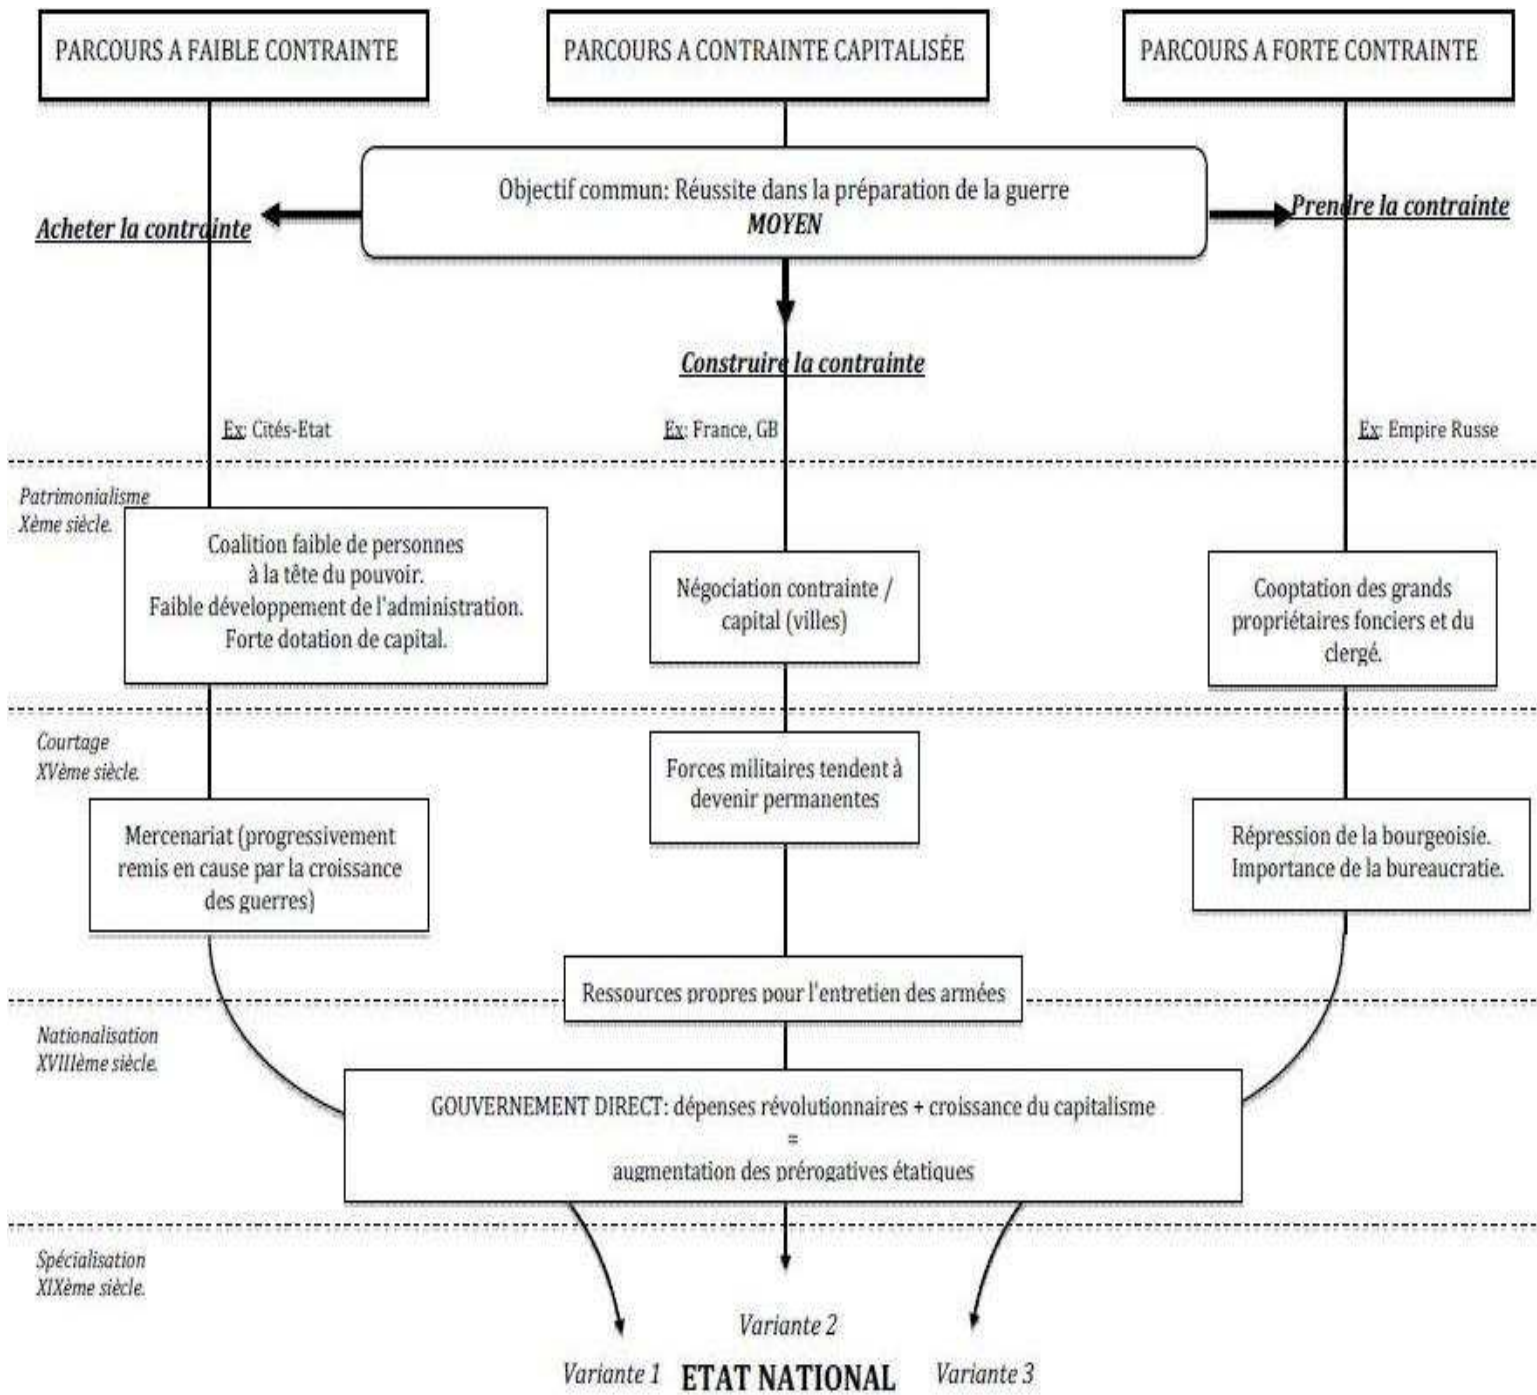 PARCOURS A FAIBLE CONTRAINTE
PARCOURS A CONTRAINTE CAPITALISÉE
PARCOURS A FORTE CONTRAINTE
Objectif commun: Réussite dans la préparation de la guerre
MOYEN
Acheter la contrainte
Prendre la contrainte
Construire la contrainte
Ex: Cités-Etat
Ex: France, GB
Ex: Empire Russe
Patrimonialisme
Xème siècle.
Coalition faible de personnes
à la tête du pouvoir.
Faible développement de l'administration.
Forte dotation de capital.
Négociation contrainte /
capital (villes)
Cooptation des grands
propriétaires fonciers et du
clergé.
Courtage
XVème siècle.
Mercenariat (progressivement
remis en cause par la croissance
des guerres)
Forces militaires tendent à
devenir permanentes
Répression de la bourgeoisie.
Importance de la bureaucratie.
Ressources propres pour l'entretien des armées
Nationalisation
XVIIIème siècle.
GOUVERNEMENT DIRECT: dépenses révolutionnaires + croissance du capitalisme
=
augmentation des prérogatives étatiques
Spécialisation
XIXème siècle.
Variante 2
Variante 1 ETAT NATIONAL Variante 3